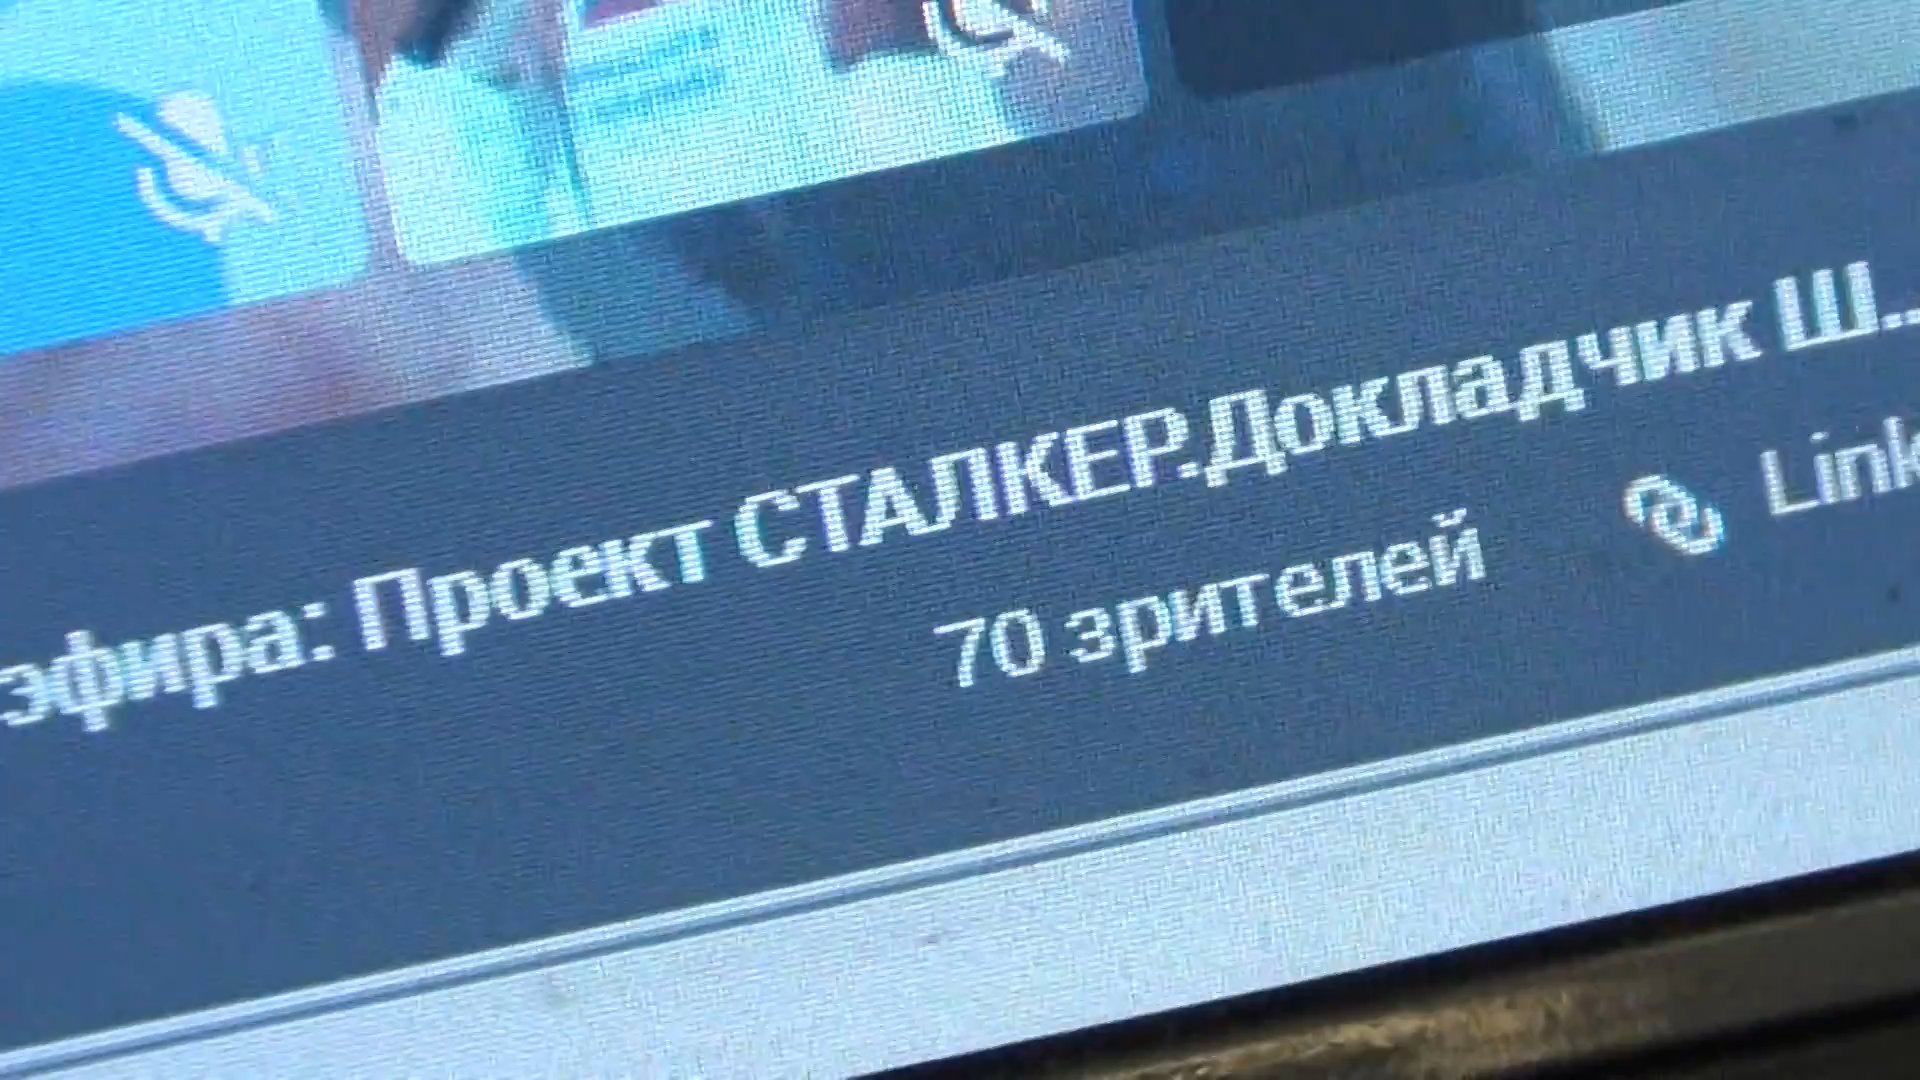 эфира: Проект СТАЛКЕР.Докладчик Ш...
70 зрителей
Link